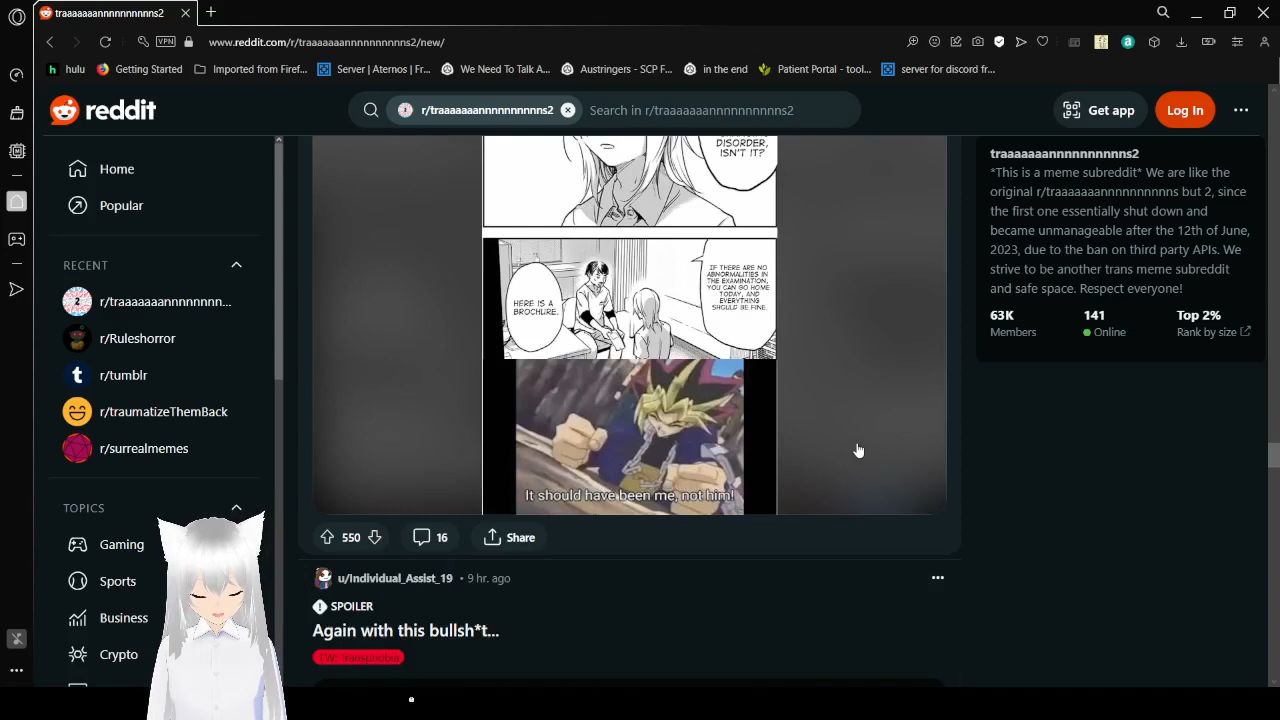 traaaaaaannnnnnnnnns2
www.reddit.com/r/traaaaaaannnnnnnnnns2/new/
VPN
hulu
Getting Started
Imported from Firef...
Server | Aternos | Fr...
We Need To Talk A...
Austringers - SCP F...
in the end
Patient Portal - tool...
server for discord fr...
reddit
r/traaaaaaannnnnnnnnns2
Search in r/traaaaaaannnnnnnnnns2
Get app
Log In
Home
Popular
RECENT
r/traaaaaaannnnnnn...
r/Ruleshorror
r/tumblr
r/traumatizeThemBack
r/surrealmemes
TOPICS
Gaming
Sports
Business
Crypto
DISORDER,
ISN'T IT?
HERE IS A
BROCHURE.
IF THERE ARE NO
ABNORMALITIES IN
THE EXAMINATION,
YOU CAN GO HOME
TODAY, AND
EVERYTHING
SHOULD BE FINE.
It should have been me, not him!
550
16
Share
u/Individual_Assist_19 • 9 hr. ago
SPOILER
Again with this bullsh*t...
TW: transphobia
traaaaaaannnnnnnnnns2
*This is a meme subreddit* We are like the
original r/traaaaaaannnnnnnnnns but 2, since
the first one essentially shut down and
became unmanageable after the 12th of June,
2023, due to the ban on third party APIs. We
strive to be another trans meme subreddit
and safe space. Respect everyone!
63K
Members
141
Online
Top 2%
Rank by size